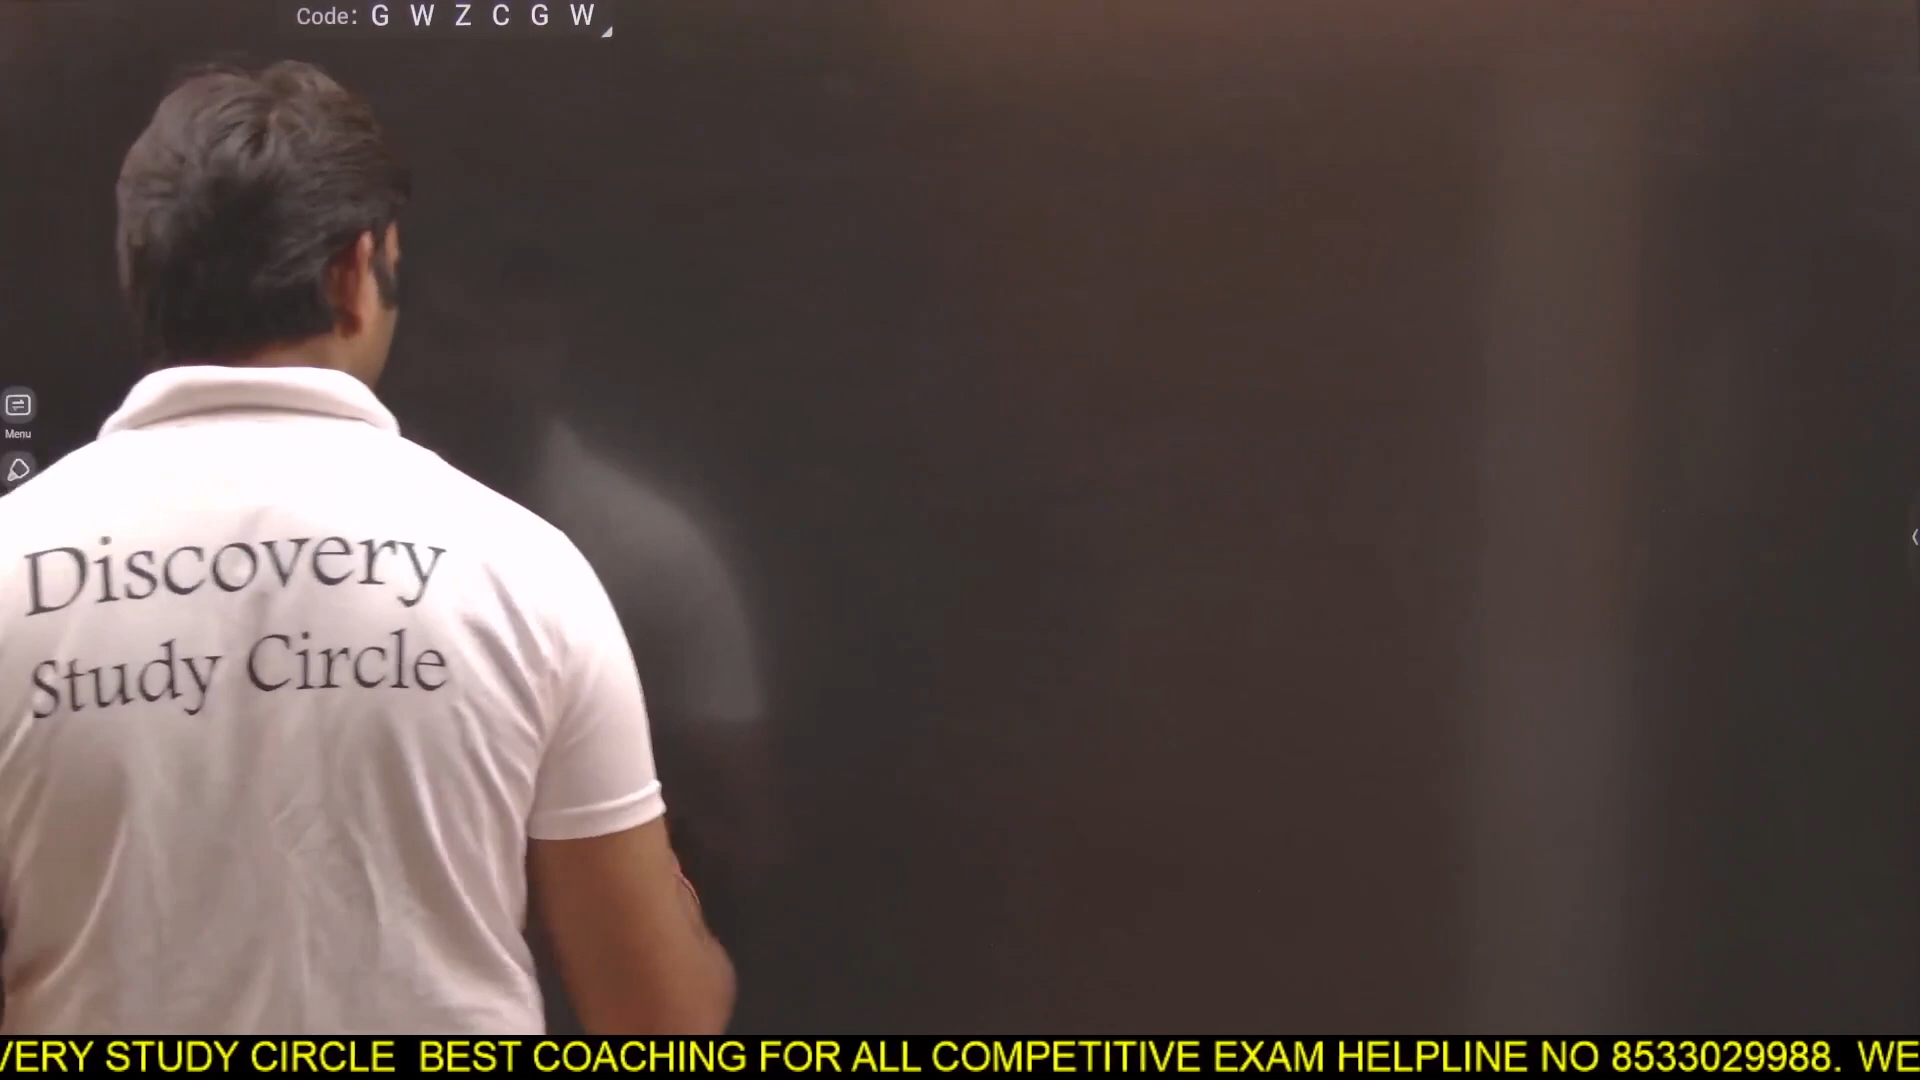 Code: G W Z C G W
Menu
Discovery
Study Circle
VERY STUDY CIRCLE BEST COACHING FOR ALL COMPETITIVE EXAM HELPLINE NO 8533029988. WE